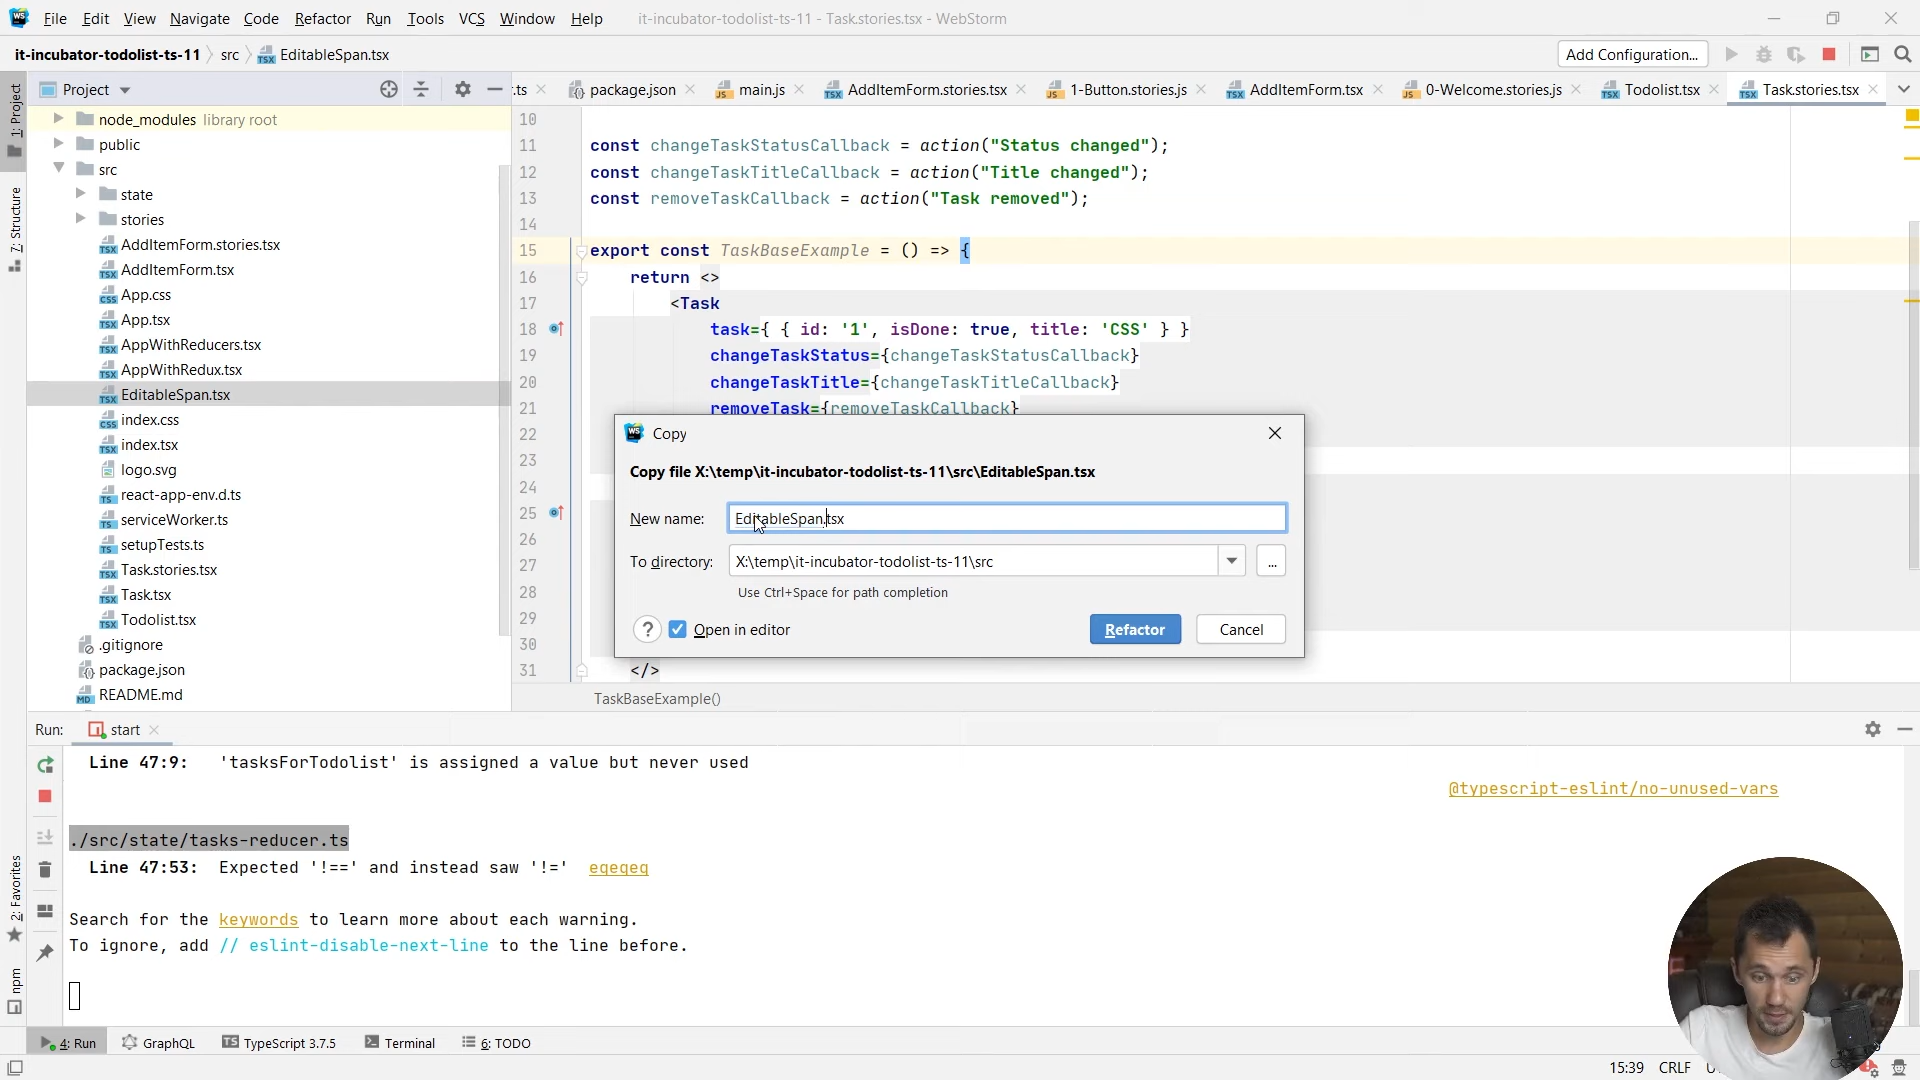 File Edit View Navigate Code Refactor Run Tools VCS Window Help it-incubator-todolist-ts-11 - Task.stories.tsx - WebStorm
it-incubator-todolist-ts-11 src EditableSpan.tsx Add Configuration...
Project
.ts package.json main.js AddItemForm.stories.tsx 1-Button.stories.js AddItemForm.tsx 0-Welcome.stories.js Todolist.tsx Task.stories.tsx
1: Project
7: Structure
2: Favorites
npm
node_modules library root
public
src
state
stories
AddItemForm.stories.tsx
AddItemForm.tsx
App.css
App.tsx
AppWithReducers.tsx
AppWithRedux.tsx
EditableSpan.tsx
index.css
index.tsx
logo.svg
react-app-env.d.ts
serviceWorker.ts
setupTests.ts
Task.stories.tsx
Task.tsx
Todolist.tsx
.gitignore
package.json
README.md
10
11 const changeTaskStatusCallback = action("Status changed");
12 const changeTaskTitleCallback = action("Title changed");
13 const removeTaskCallback = action("Task removed");
14
15 export const TaskBaseExample = () => {
16 return <>
17 <Task
18 task={ { id: '1', isDone: true, title: 'CSS' } }
19 changeTaskStatus={changeTaskStatusCallback}
20 changeTaskTitle={changeTaskTitleCallback}
21 removeTask={removeTaskCallback}
22
23
24
25
26
27
28
29
30
31 </>
TaskBaseExample()
Copy
Copy file X:\temp\it-incubator-todolist-ts-11\src\EditableSpan.tsx
New name: EditableSpan.tsx
To directory: X:\temp\it-incubator-todolist-ts-11\src ...
Use Ctrl+Space for path completion
? Open in editor Refactor Cancel
Run: start
Line 47:9: 'tasksForTodolist' is assigned a value but never used
@typescript-eslint/no-unused-vars
./src/state/tasks-reducer.ts
Line 47:53: Expected '!==' and instead saw '!=' eqeqeq
Search for the keywords to learn more about each warning.
To ignore, add // eslint-disable-next-line to the line before.
4: Run GraphQL TypeScript 3.7.5 Terminal 6: TODO
15:39 CRLF